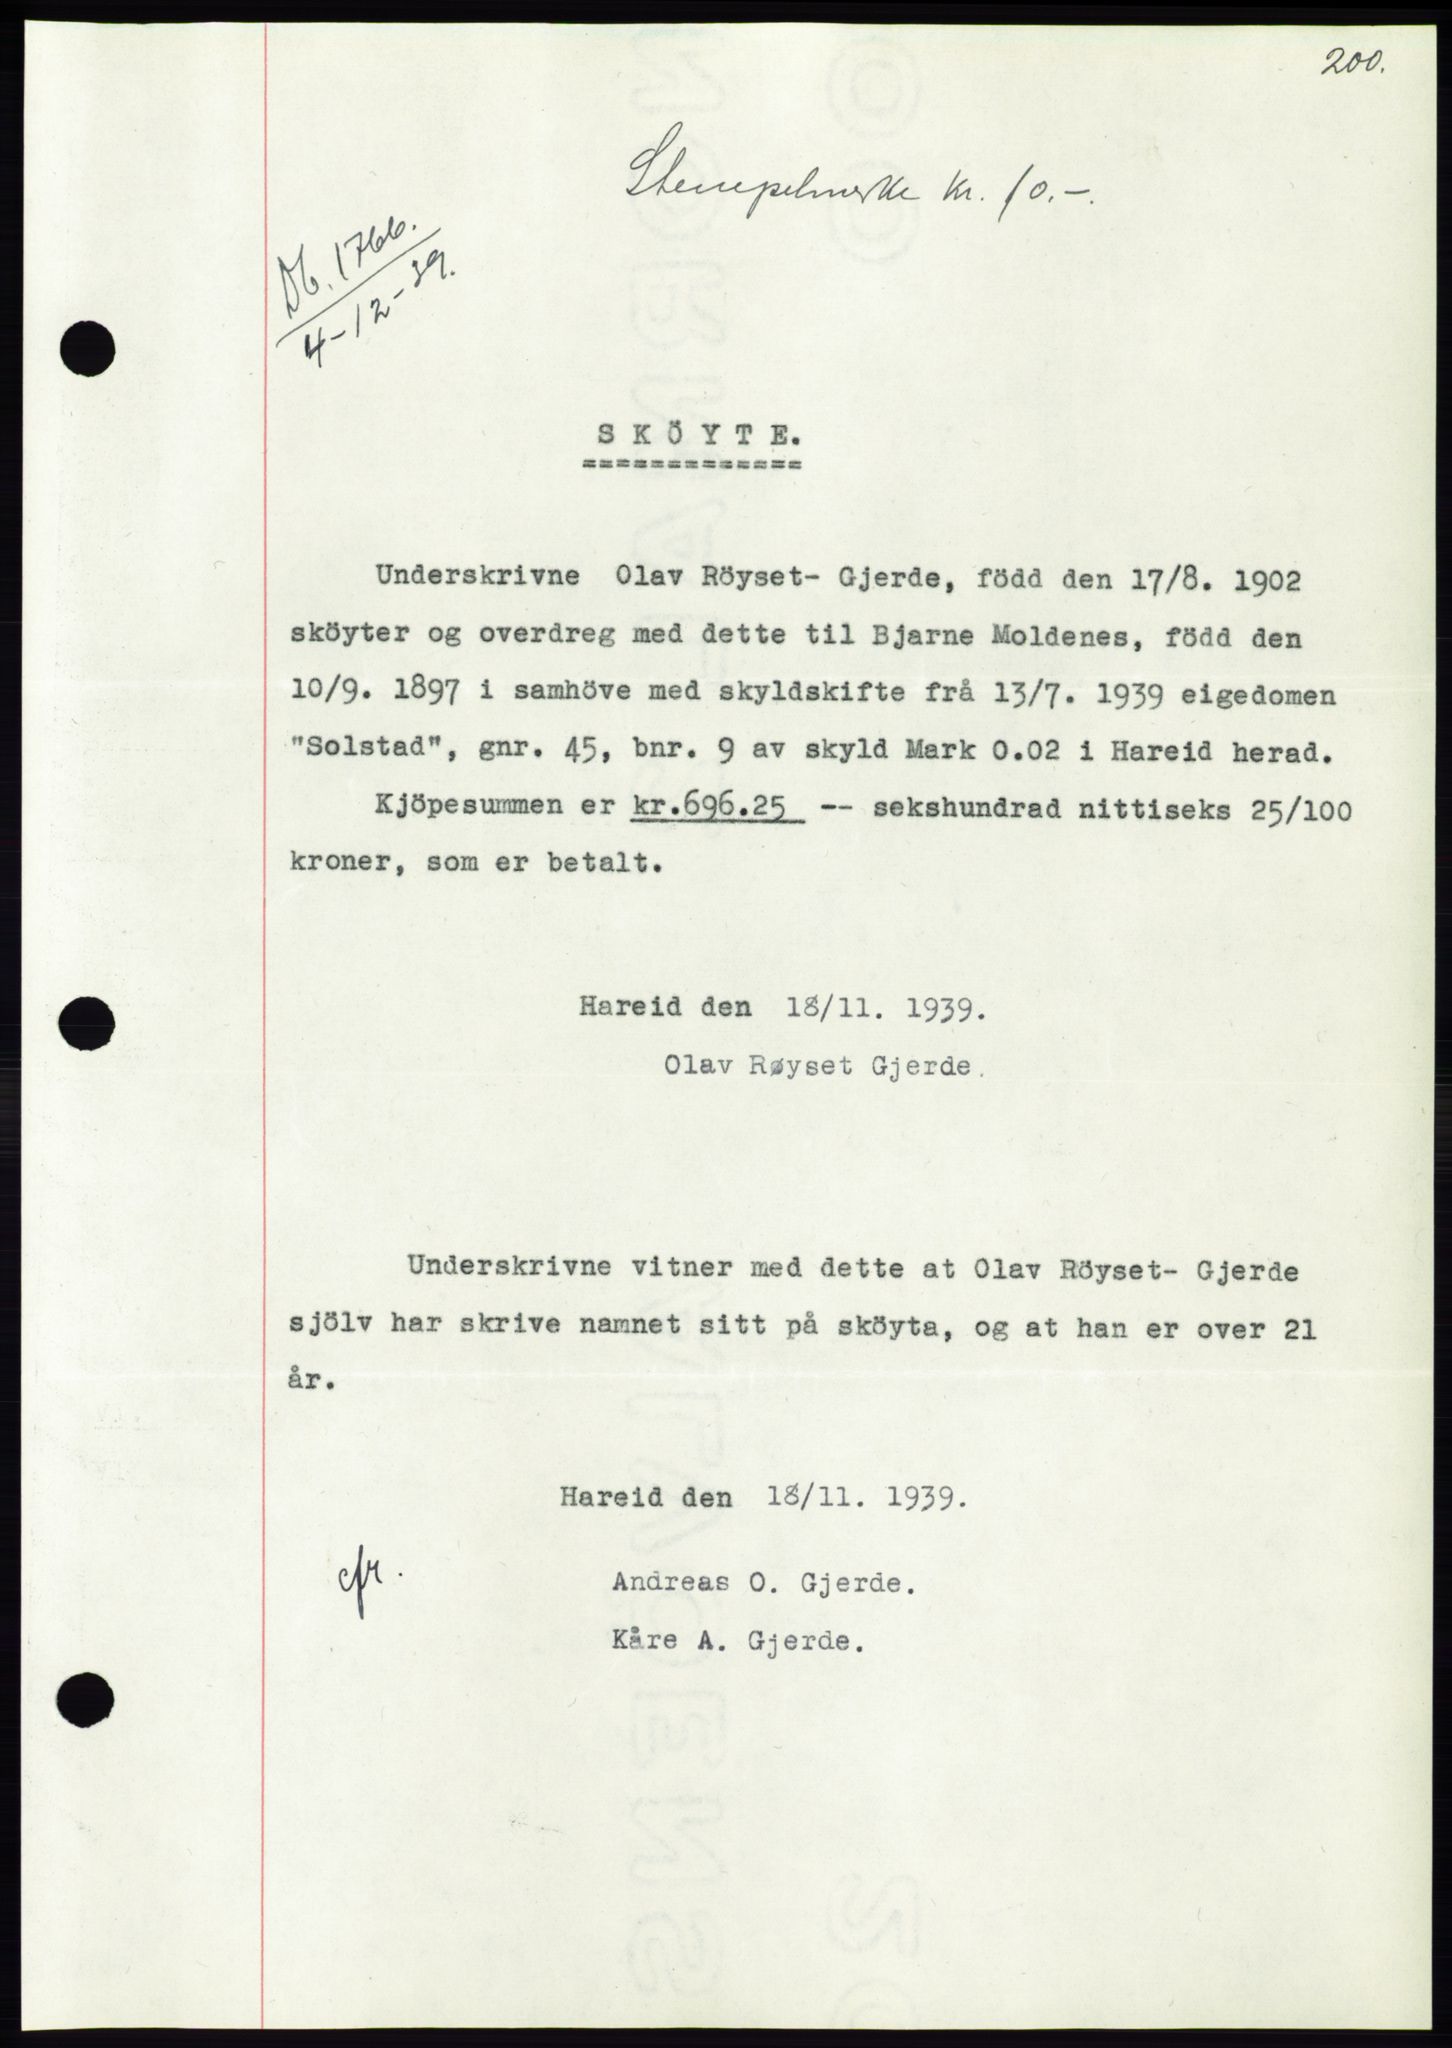 200.
Stempelmerke kr. 10.-.
Db. 1766.
4-12-39.
SKÖYTE.
=============
Underskrivne Olav Röyset- Gjerde, född den 17/8. 1902
sköyter og overdreg med dette til Bjarne Moldenes, född den
10/9. 1897 i samhöve med skyldskifte frå 13/7. 1939 eigedomen
"Solstad", gnr. 45, bnr. 9 av skyld Mark 0.02 i Hareid herad.
Kjöpesummen er kr.696.25 -- sekshundrad nittiseks 25/100
kroner, som er betalt.
Hareid den 18/11. 1939.
Olav Røyset Gjerde.
Underskrivne vitner med dette at Olav Röyset- Gjerde
sjölv har skrive namnet sitt på sköyta, og at han er over 21
år.
Hareid den 18/11. 1939.
cfr.
Andreas O. Gjerde.
Kåre A. Gjerde.